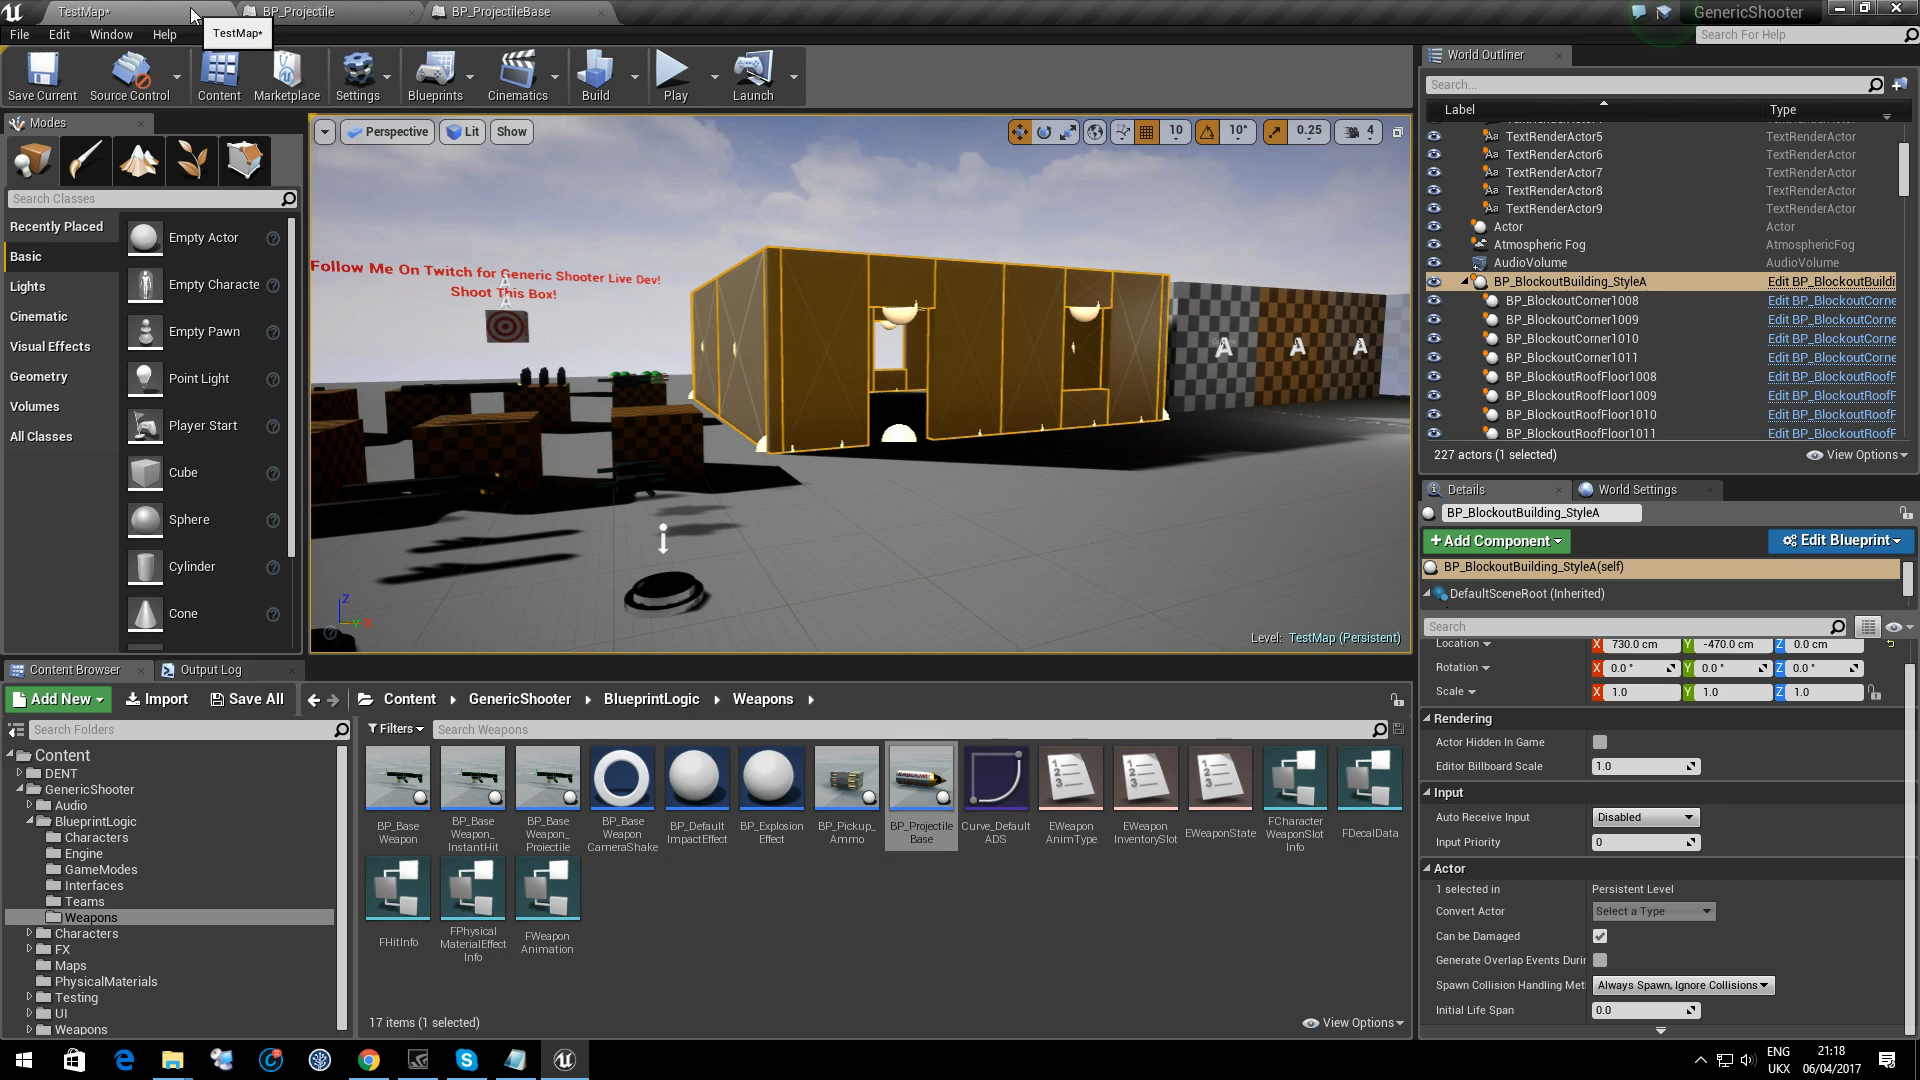 TestMap*
BP_Projectile
BP_ProjectileBase
GenericShooter
File
Edit
Window
Help
TestMap*
Search For Help
Save Current
Source Control
Content
Marketplace
Settings
Blueprints
Cinematics
Build
Play
Launch
Modes
Search Classes
Recently Placed
Basic
Lights
Cinematic
Visual Effects
Geometry
Volumes
All Classes
Empty Actor
Empty Characte
Empty Pawn
Point Light
Player Start
Cube
Sphere
Cylinder
Cone
Perspective
Lit
Show
10
10°
0.25
4
Follow Me On Twitch for Generic Shooter Live Dev!
Shoot This Box!
A
A
A
Z
Y
X
Level: TestMap (Persistent)
World Outliner
Search...
Label
Type
TextRenderActor5 TextRenderActor
TextRenderActor6 TextRenderActor
TextRenderActor7 TextRenderActor
TextRenderActor8 TextRenderActor
TextRenderActor9 TextRenderActor
Actor Actor
Atmospheric Fog AtmosphericFog
AudioVolume AudioVolume
BP_BlockoutBuilding_StyleA Edit BP_BlockoutBuildi
BP_BlockoutCorner1008 Edit BP_BlockoutCorne
BP_BlockoutCorner1009 Edit BP_BlockoutCorne
BP_BlockoutCorner1010 Edit BP_BlockoutCorne
BP_BlockoutCorner1011 Edit BP_BlockoutCorne
BP_BlockoutRoofFloor1008 Edit BP_BlockoutRoofF
BP_BlockoutRoofFloor1009 Edit BP_BlockoutRoofF
BP_BlockoutRoofFloor1010 Edit BP_BlockoutRoofF
BP_BlockoutRoofFloor1011 Edit BP_BlockoutRoofF
227 actors (1 selected)
View Options
Details
World Settings
BP_BlockoutBuilding_StyleA
+Add Component
Edit Blueprint
BP_BlockoutBuilding_StyleA(self)
DefaultSceneRoot (Inherited)
Search
Location X 730.0 cm Y -470.0 cm Z 0.0 cm
Rotation X 0.0 ° Y 0.0 ° Z 0.0 °
Scale X 1.0 Y 1.0 Z 1.0
Rendering
Actor Hidden In Game
Editor Billboard Scale 1.0
Input
Auto Receive Input Disabled
Input Priority 0
Actor
1 selected in Persistent Level
Convert Actor Select a Type
Can be Damaged
Generate Overlap Events Durin
Spawn Collision Handling Met Always Spawn, Ignore Collisions
Initial Life Span 0.0
Content Browser
Output Log
Add New
Import
Save All
Content
GenericShooter
BlueprintLogic
Weapons
Search Folders
Filters
Search Weapons
Content
DENT
GenericShooter
Audio
BlueprintLogic
Characters
Engine
GameModes
Interfaces
Teams
Weapons
Characters
FX
Maps
PhysicalMaterials
Testing
UI
Weapons
BP_Base
Weapon
BP_Base
Weapon_
InstantHit
BP_Base
Weapon_
Projectile
BP_Base
Weapon
CameraShake
BP_Default
ImpactEffect
BP_Explosion
Effect
BP_Pickup_
Ammo
BP_Projectile
Base
Curve_Default
ADS
EWeapon
AnimType
EWeapon
InventorySlot
EWeaponState
FCharacter
WeaponSlot
Info
FDecalData
FHitInfo
FPhysical
MaterialEffect
Info
FWeapon
Animation
17 items (1 selected)
View Options
ENG
UKX
21:18
06/04/2017